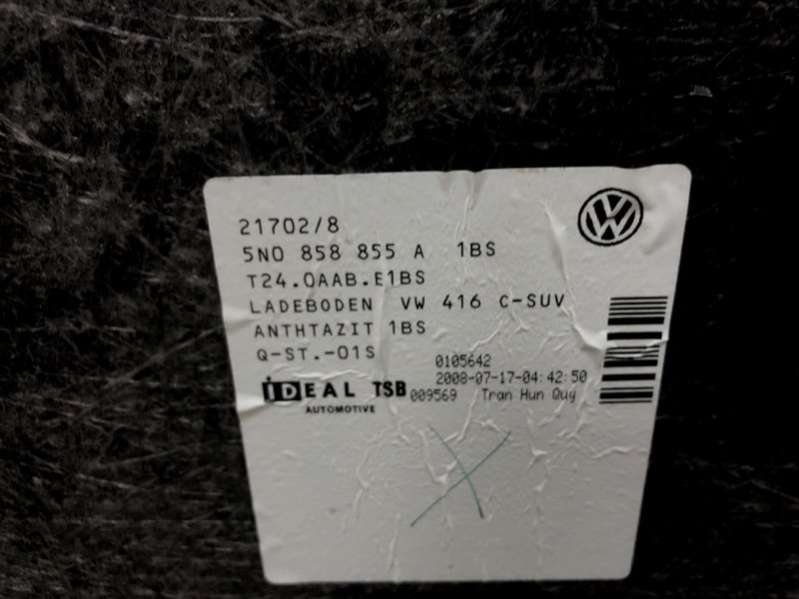 21702/8
5N0 858 855 A 1BS
T24.0AAB.E1BS
LADEBODEN VW 416 C-SUV
ANTHTAZIT 1BS
Q-ST.-01S
0105642
2008-07-17-04:42:50
iDEAL TSB 009569 Tran Hun Quy
AUTOMOTIVE